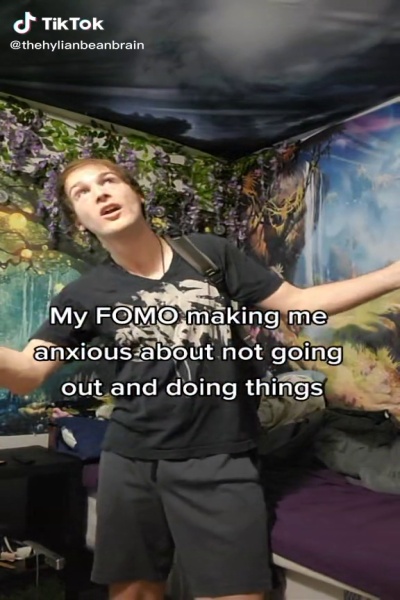 TikTok
@thehylianbeanbrain
My FOMO making me
anxious about not going
out and doing things